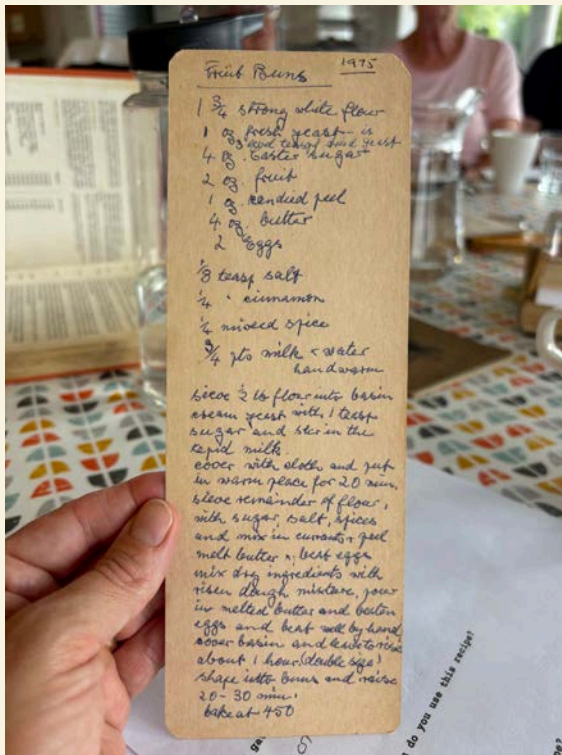 Fruit Buns 1975
1 3/4 strong white flour
1 oz fresh yeast - is
teasp dried yeast
4 oz. caster sugar
2 oz. fruit
1 oz. candied peel
4 oz. butter
2 eggs
1/8 teasp salt
1/4 " cinnamon
1/4 mixed spice
3/4 pts milk & water
handwarm
sieve 1/2 lb flour into basin
cream yeast with 1 teasp
sugar and stir in the
tepid milk.
cover with cloth and put
in warm place for 20 min.
sieve remainder of flour,
with sugar, salt, spices
and mix in currants + peel
melt butter & beat eggs
mix dry ingredients with
risen dough mixture, pour
in melted butter and beaten
eggs and beat well by hand
cover basin and leave to rise
about 1 hour (double size)
shape into buns and raise
20-30 min.
bake at 450
do you use this recipe?